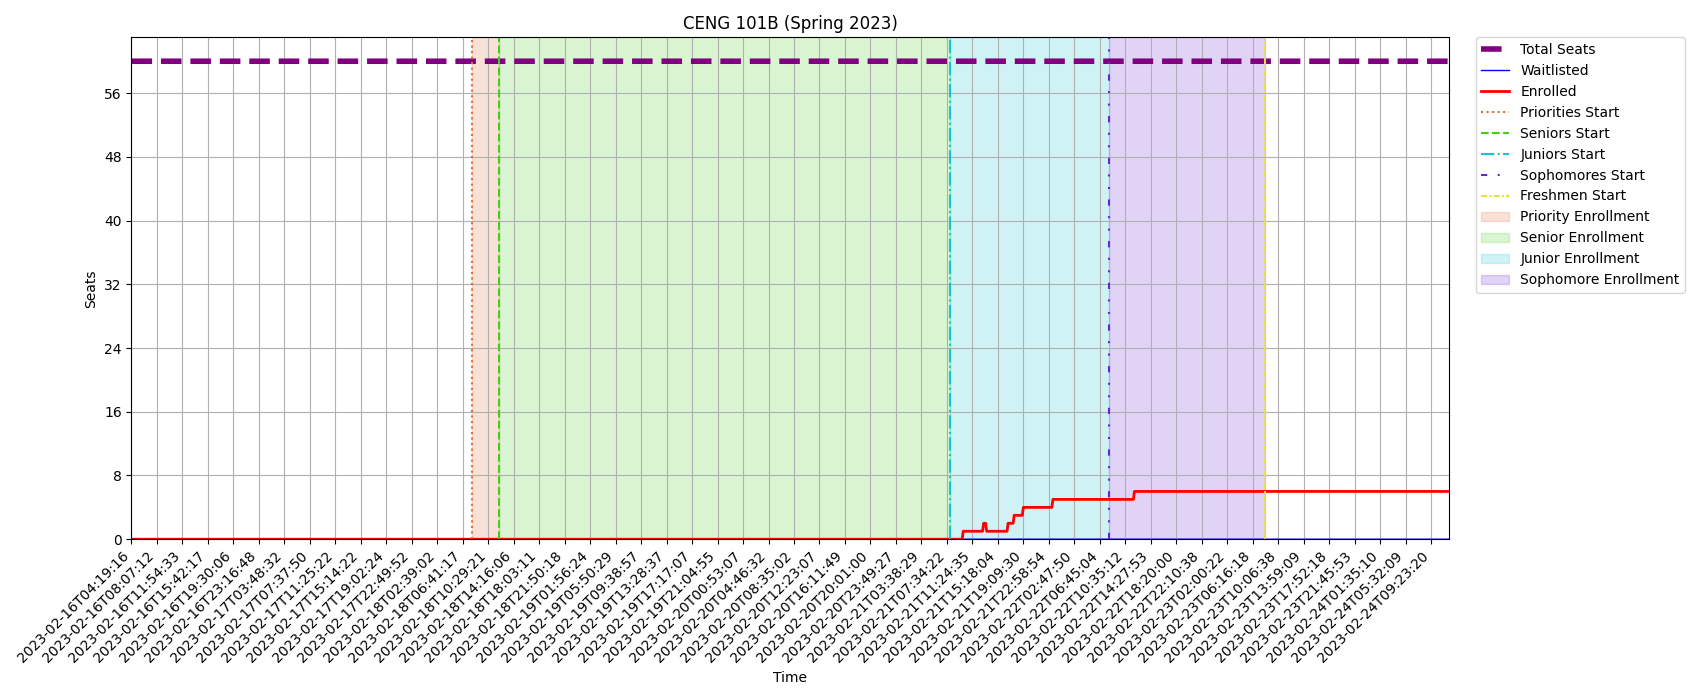 CENG 101B (Spring 2023)
Total Seats
Waitlisted
Enrolled
Priorities Start
Seniors Start
Juniors Start
Sophomores Start
Freshmen Start
Priority Enrollment
Senior Enrollment
Junior Enrollment
Sophomore Enrollment
Seats
56
48
40
32
24
16
8
0
2023-02-16T04:19:16
2023-02-16T08:07:12
2023-02-16T11:54:33
2023-02-16T15:42:17
2023-02-16T19:30:06
2023-02-16T23:16:48
2023-02-17T03:48:32
2023-02-17T07:37:50
2023-02-17T11:25:22
2023-02-17T15:14:22
2023-02-17T19:02:24
2023-02-17T22:49:52
2023-02-18T02:39:02
2023-02-18T06:41:17
2023-02-18T10:29:21
2023-02-18T14:16:06
2023-02-18T18:03:11
2023-02-18T21:50:18
2023-02-19T01:56:24
2023-02-19T05:50:29
2023-02-19T09:38:57
2023-02-19T13:28:37
2023-02-19T17:17:07
2023-02-19T21:04:55
2023-02-20T00:53:07
2023-02-20T04:46:32
2023-02-20T08:35:02
2023-02-20T12:23:07
2023-02-20T16:11:49
2023-02-20T20:01:00
2023-02-20T23:49:27
2023-02-21T03:38:29
2023-02-21T07:34:22
2023-02-21T11:24:35
2023-02-21T15:18:04
2023-02-21T19:09:30
2023-02-21T22:58:54
2023-02-22T02:47:50
2023-02-22T06:45:04
2023-02-22T10:35:12
2023-02-22T14:27:53
2023-02-22T18:20:00
2023-02-22T22:10:38
2023-02-23T02:00:22
2023-02-23T06:16:18
2023-02-23T10:06:38
2023-02-23T13:59:09
2023-02-23T17:52:18
2023-02-23T21:45:53
2023-02-24T01:35:10
2023-02-24T05:32:09
2023-02-24T09:23:20
Time